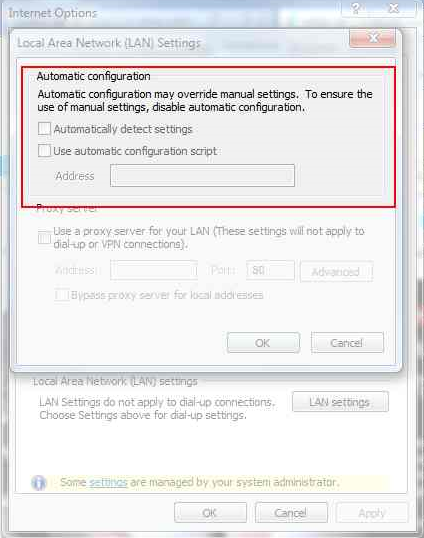 Internet Options
Local Area Network (LAN) Settings
Automatic configuration
Automatic configuration may override manual settings. To ensure the
use of manual settings, disable automatic configuration.
Automatically detect settings
Use automatic configuration script
Address
Proxy server
Use a proxy server for your LAN (These settings will not apply to
dial-up or VPN connections).
Address: Port: 80 Advanced
Bypass proxy server for local addresses
OK Cancel
Local Area Network (LAN) settings
LAN Settings do not apply to dial-up connections.
Choose Settings above for dial-up settings.
LAN settings
Some settings are managed by your system administrator.
OK Cancel Apply